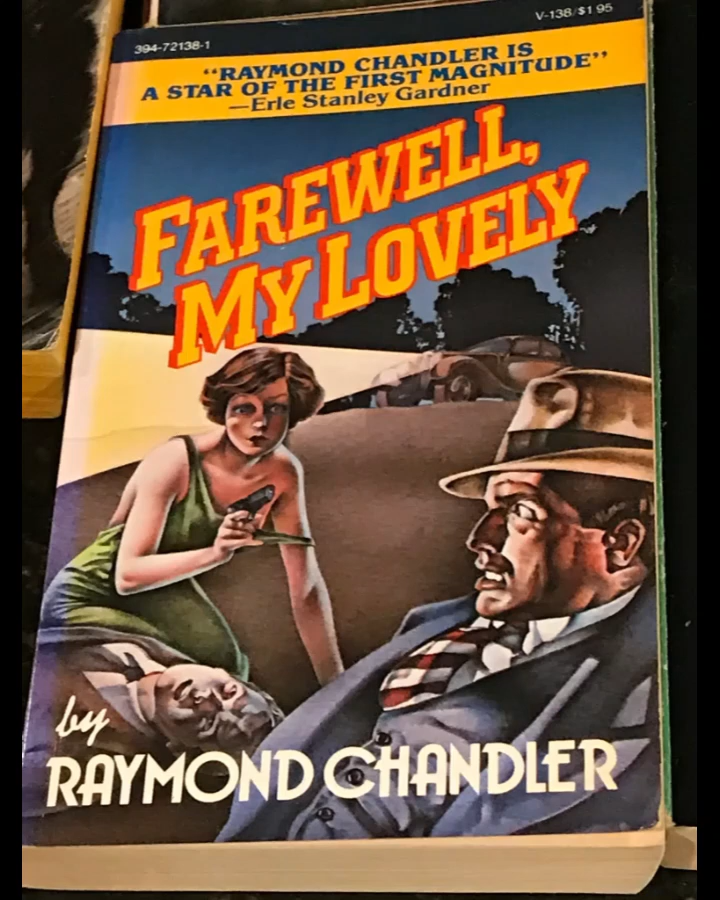 394-72138-1
V-138/$1.95
“RAYMOND CHANDLER IS
A STAR OF THE FIRST MAGNITUDE”
—Erle Stanley Gardner
FAREWELL,
MY LOVELY
by
RAYMOND CHANDLER